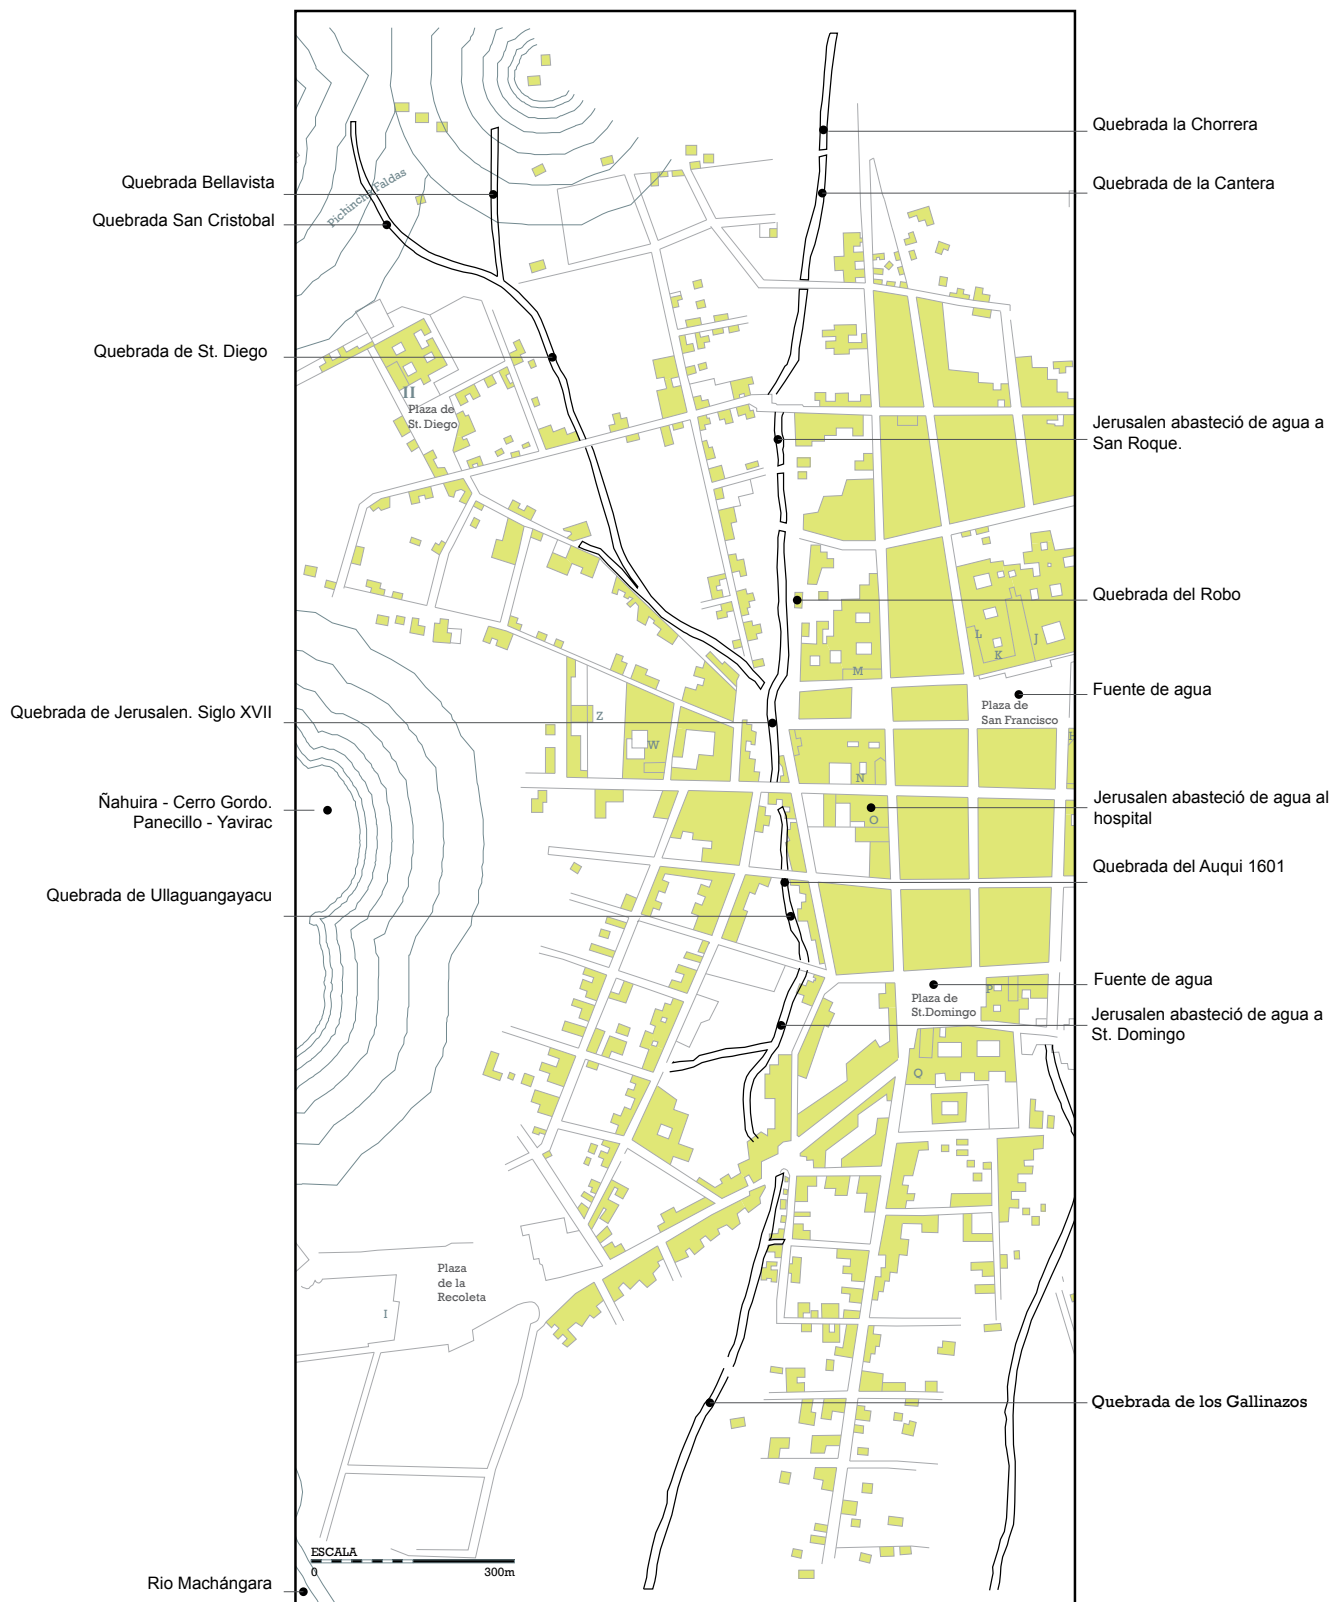 Quebrada la Chorrera
Quebrada Bellavista
Quebrada de la Cantera
Pichincha Faldas
Quebrada San Cristobal
Quebrada de St. Diego
II
Plaza de
St. Diego
Jerusalen abasteció de agua a
San Roque.
Quebrada del Robo
L
K
J
M
Fuente de agua
Plaza de
San Francisco
Quebrada de Jerusalen. Siglo XVII
Z
W
N
Ñahuira - Cerro Gordo.
Panecillo - Yavirac
Jerusalen abasteció de agua al
hospital
O
Quebrada del Auqui 1601
Quebrada de Ullaguangayacu
Fuente de agua
P
Plaza de
St.Domingo
Jerusalen abasteció de agua a
St. Domingo
Q
Plaza
de la
Recoleta
I
Quebrada de los Gallinazos
ESCALA
0 300m
Rio Machángara